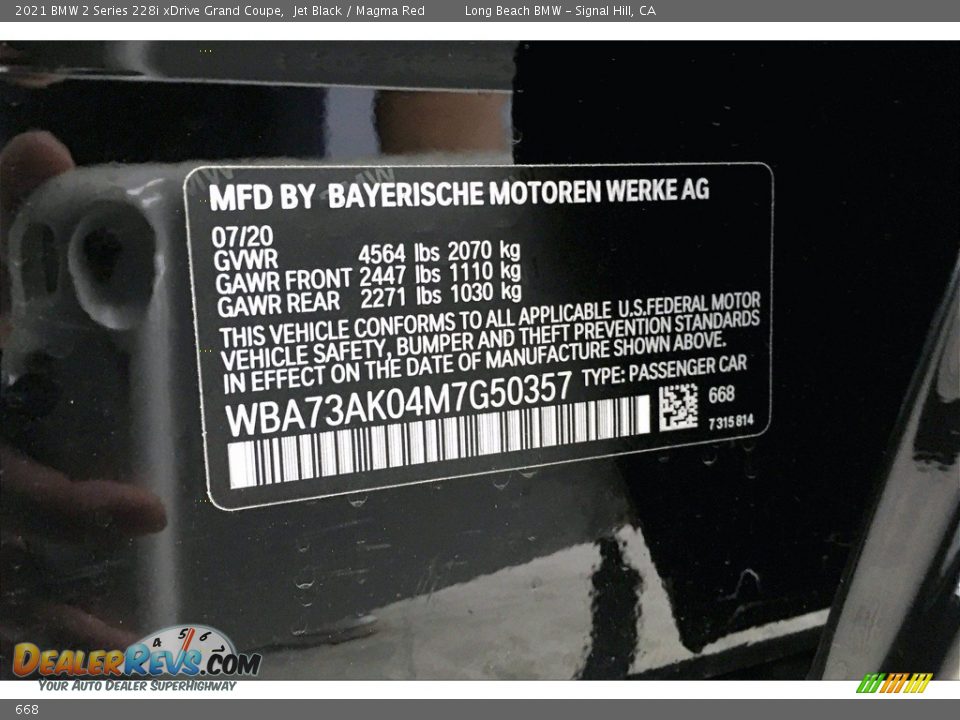 2021 BMW 2 Series 228i xDrive Grand Coupe, Jet Black / Magma Red Long Beach BMW – Signal Hill, CA
MFD BY BAYERISCHE MOTOREN WERKE AG
07/20
GVWR 4564 lbs 2070 kg
GAWR FRONT 2447 lbs 1110 kg
GAWR REAR 2271 lbs 1030 kg
THIS VEHICLE CONFORMS TO ALL APPLICABLE U.S.FEDERAL MOTOR
VEHICLE SAFETY, BUMPER AND THEFT PREVENTION STANDARDS
IN EFFECT ON THE DATE OF MANUFACTURE SHOWN ABOVE.
WBA73AK04M7G50357 TYPE: PASSENGER CAR
668
7315814
4 5 6
DEALERREVS.COM
YOUR AUTO DEALER SUPERHIGHWAY
668